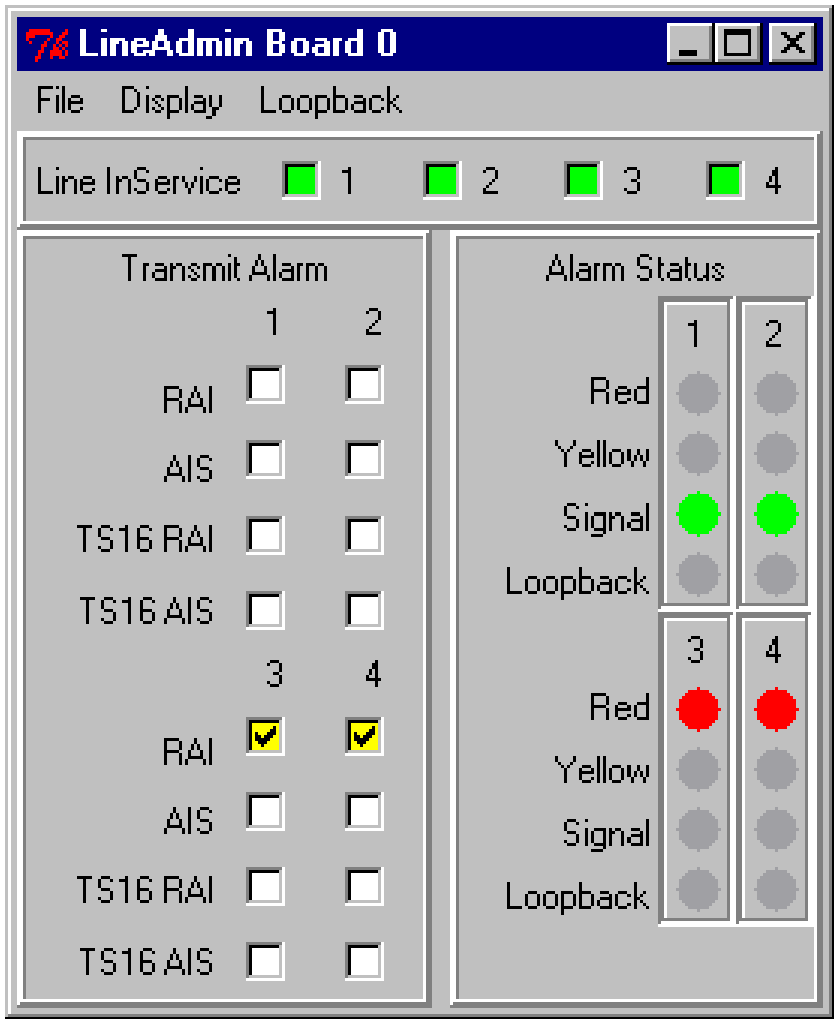 LineAdmin Board 0
File Display Loopback
Line InService 1 2 3 4
Transmit Alarm
1 2
RAI
AIS
TS16 RAI
TS16 AIS
3 4
RAI
AIS
TS16 RAI
TS16 AIS
Alarm Status
1 2
Red
Yellow
Signal
Loopback
3 4
Red
Yellow
Signal
Loopback